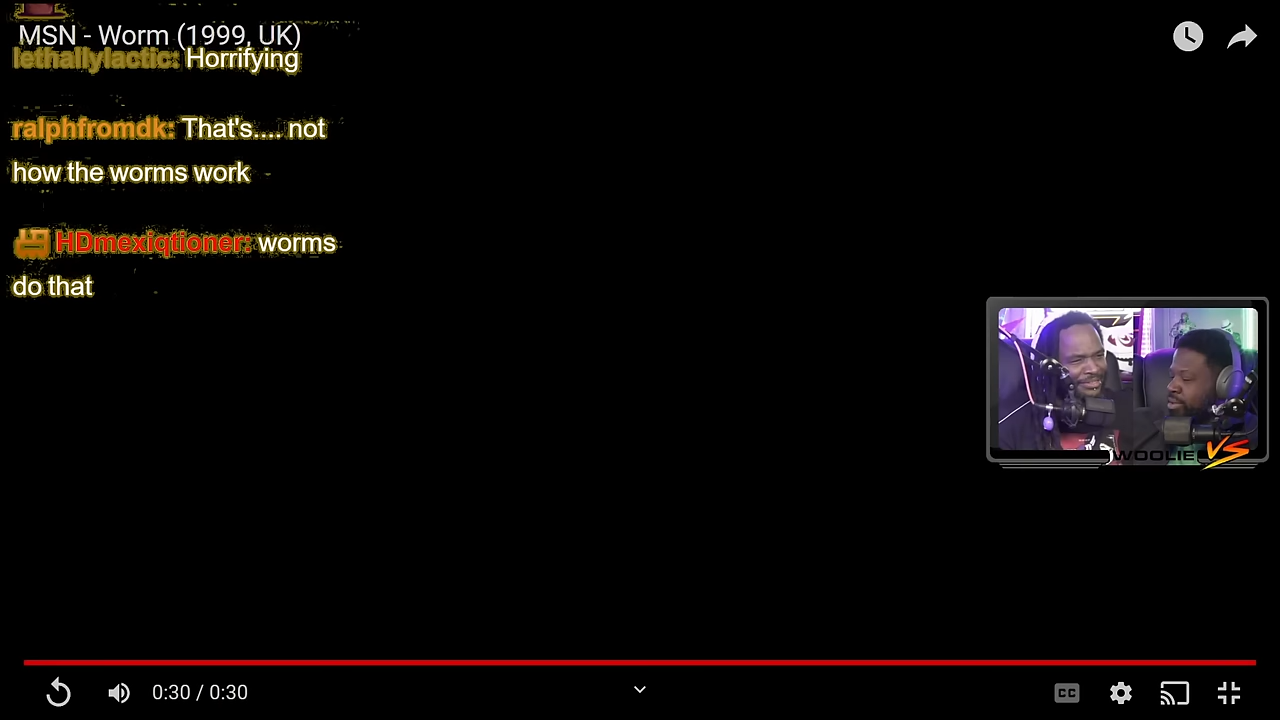 MSN - Worm (1999, UK)
lethallylactic: Horrifying
ralphfromdk: That's.... not
how the worms work
HDmexiqtioner: worms
do that
WOOLIE VS
0:30 / 0:30
CC